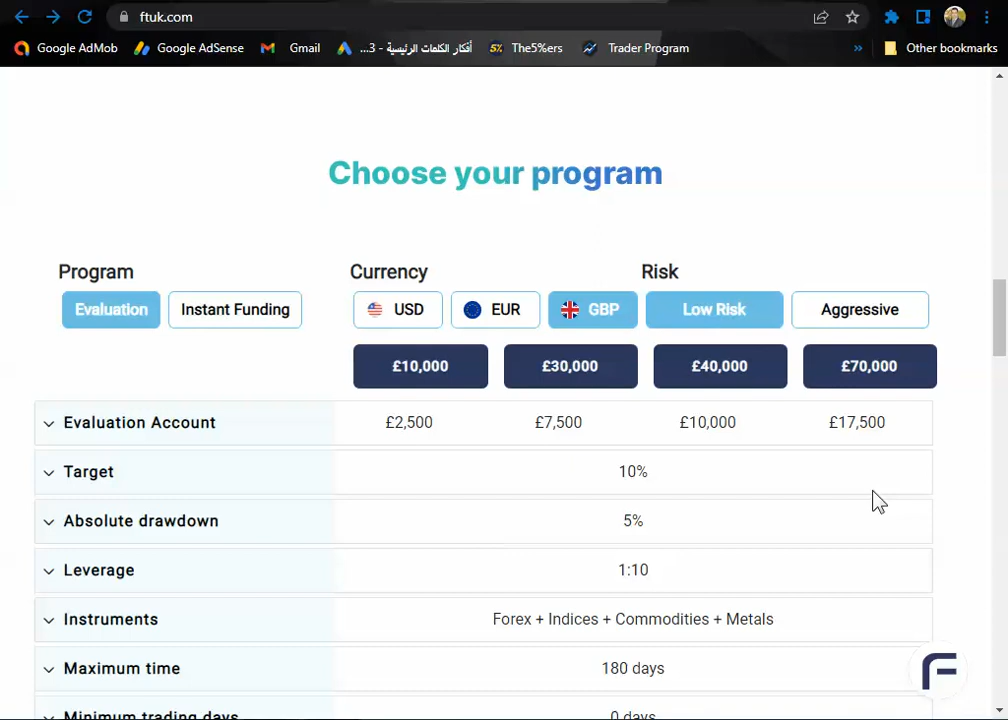 ftuk.com
Google AdMob Google AdSense Gmail أفكار الكلمات الرئيسية - 3... The5%ers Trader Program » Other bookmarks
Choose your program
Program Currency Risk
Evaluation Instant Funding USD EUR GBP Low Risk Aggressive
£10,000 £30,000 £40,000 £70,000
Evaluation Account £2,500 £7,500 £10,000 £17,500
Target 10%
Absolute drawdown 5%
Leverage 1:10
Instruments Forex + Indices + Commodities + Metals
Maximum time 180 days
Minimum trading days 0 days